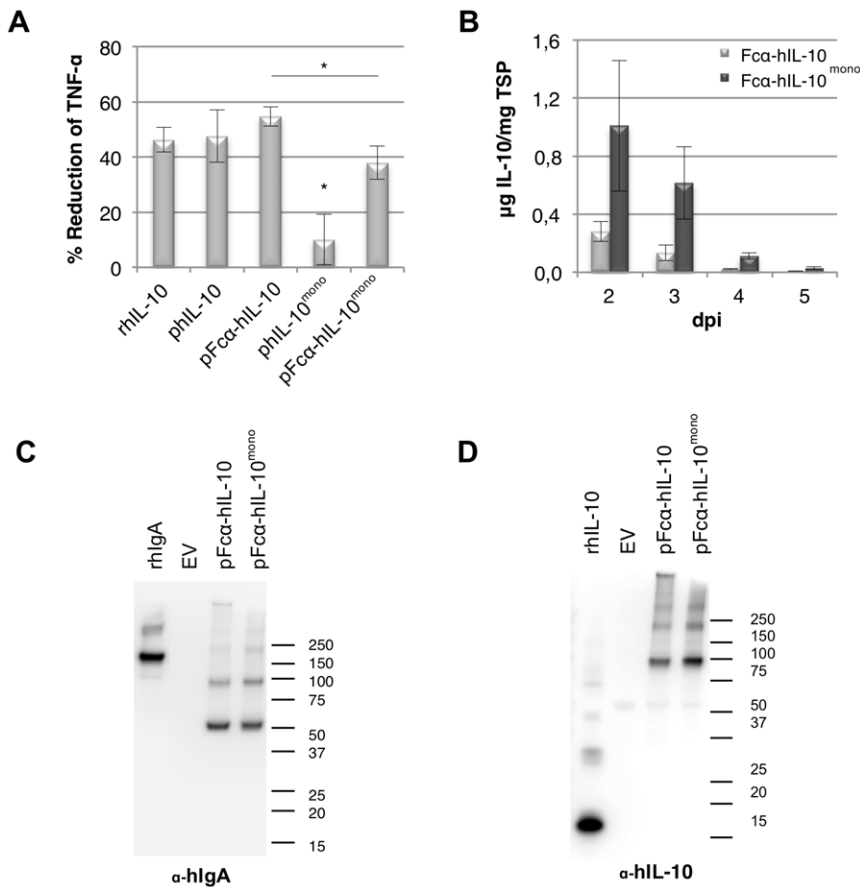 A
% Reduction of TNF-α
80
60
40
20
0
*
*
rhIL-10
phIL-10
pFcα-hIL-10
phIL-10mono
pFcα-hIL-10mono
B
µg IL-10/mg TSP
1,6
1,2
0,8
0,4
0,0
Fcα-hIL-10
Fcα-hIL-10mono
2 3 4 5
dpi
C
rhIgA
EV
pFcα-hIL-10
pFcα-hIL-10mono
250
150
100
75
50
37
25
20
15
α-hIgA
D
rhIL-10
EV
pFcα-hIL-10
pFcα-hIL-10mono
250
150
100
75
50
37
25
20
15
α-hIL-10